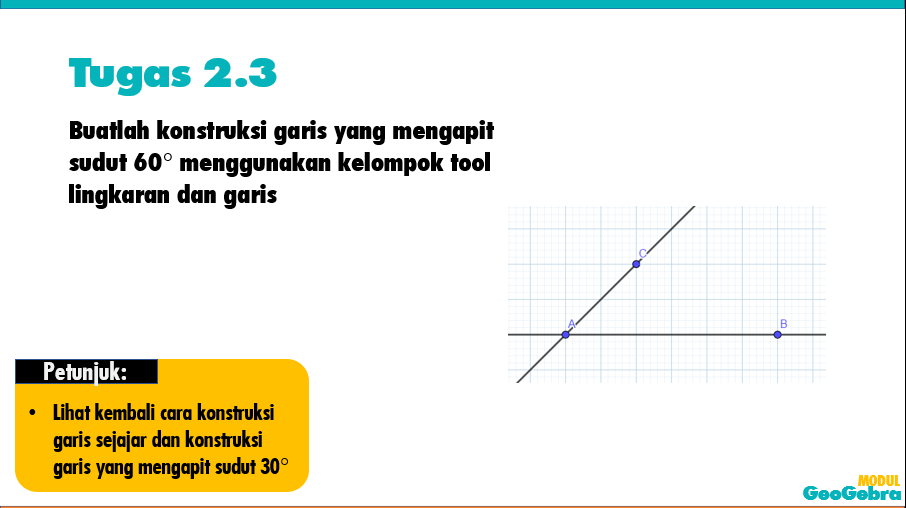 Tugas 2.3
Buatlah konstruksi garis yang mengapit
sudut 60° menggunakan kelompok tool
lingkaran dan garis
C
A
B
Petunjuk:
• Lihat kembali cara konstruksi
garis sejajar dan konstruksi
garis yang mengapit sudut 30°
MODUL
GeoGebra